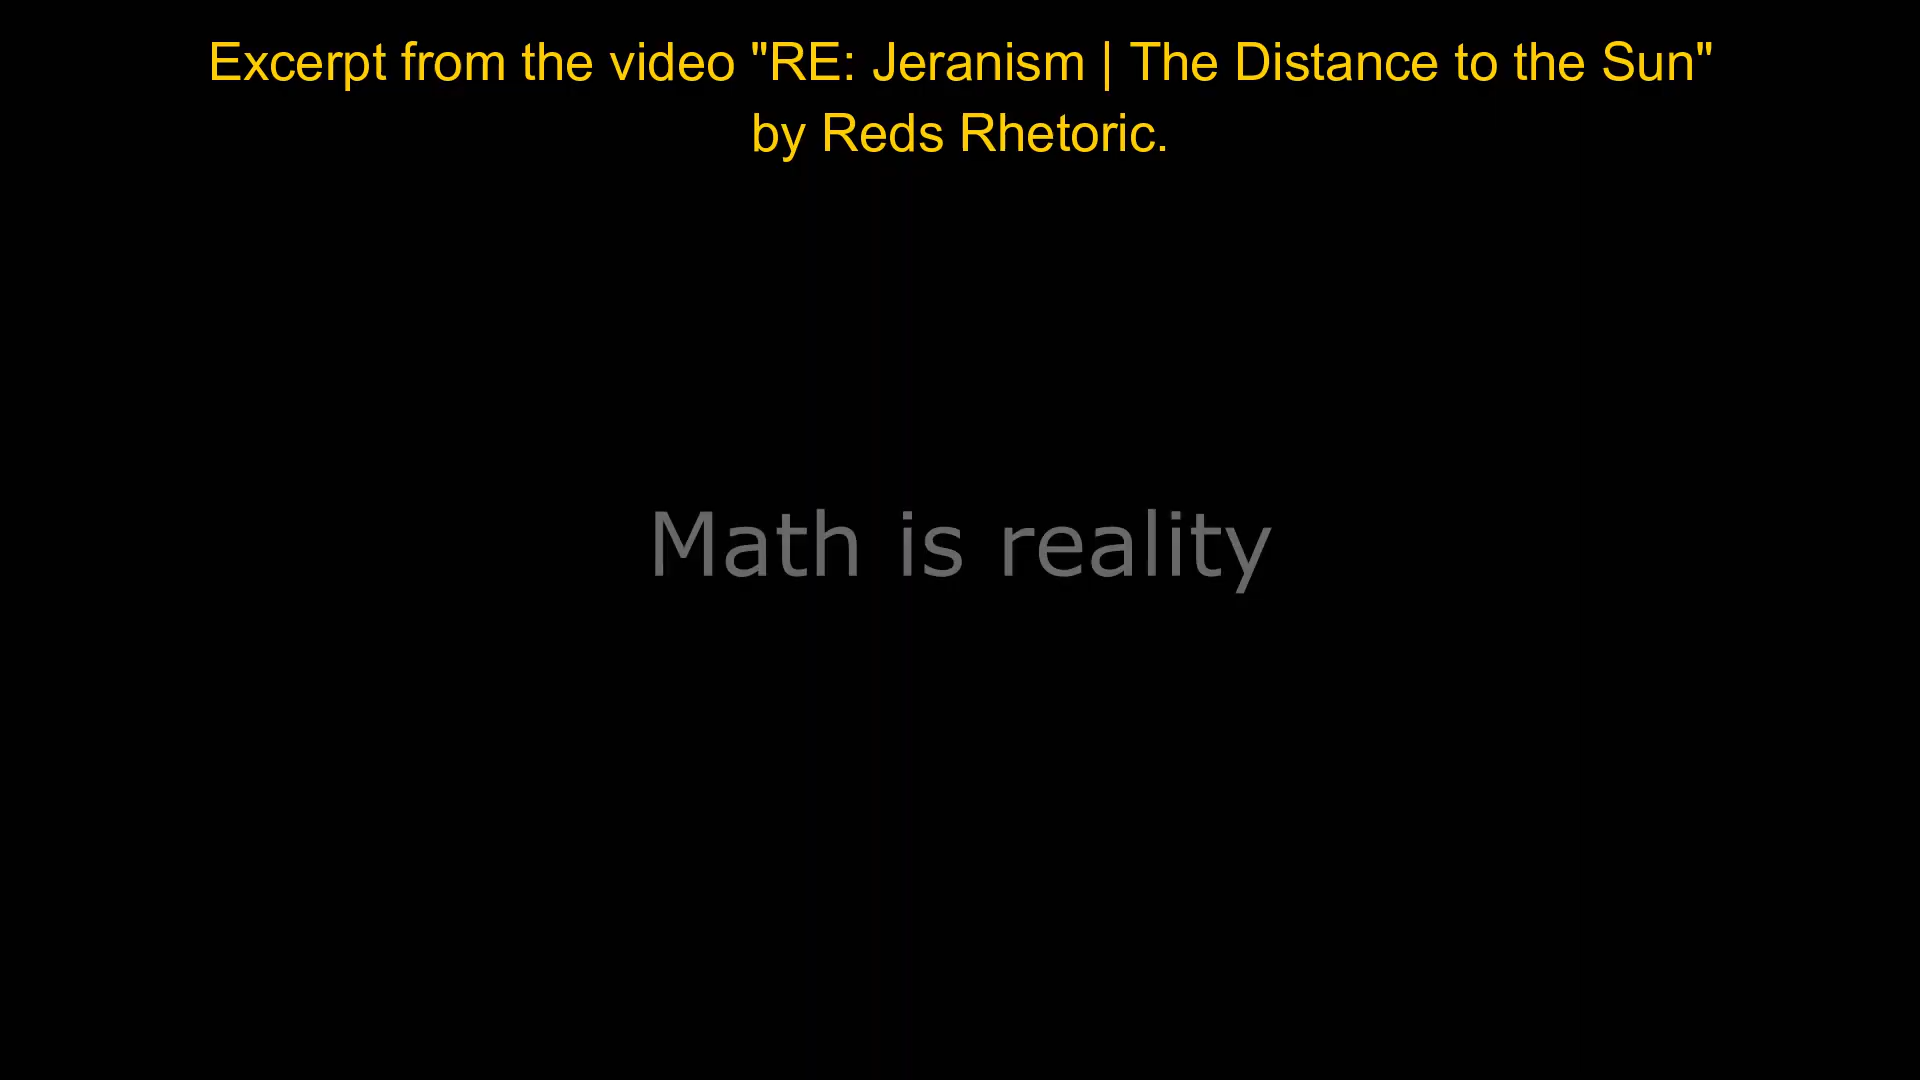 Excerpt from the video "RE: Jeranism | The Distance to the Sun"
by Reds Rhetoric.
Math is reality